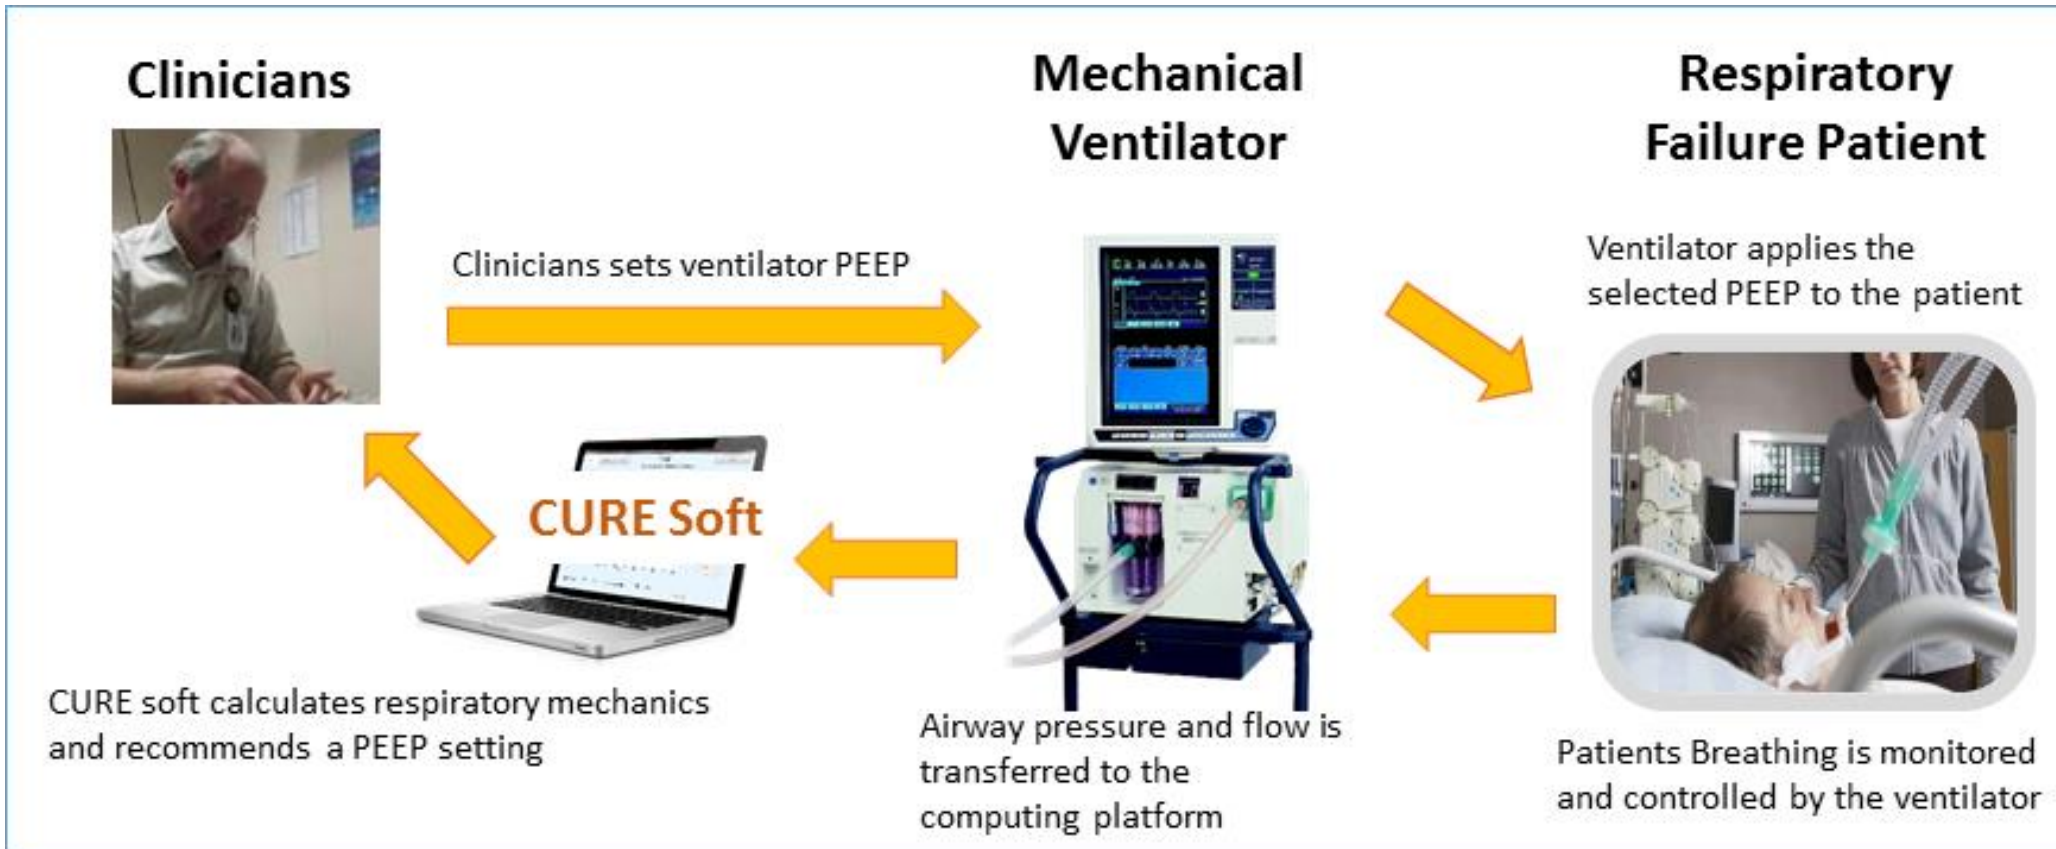 Clinicians
Mechanical
Ventilator
Respiratory
Failure Patient
Clinicians sets ventilator PEEP
Ventilator applies the
selected PEEP to the patient
CURE Soft
CURE soft calculates respiratory mechanics
and recommends a PEEP setting
Airway pressure and flow is
transferred to the
computing platform
Patients Breathing is monitored
and controlled by the ventilator